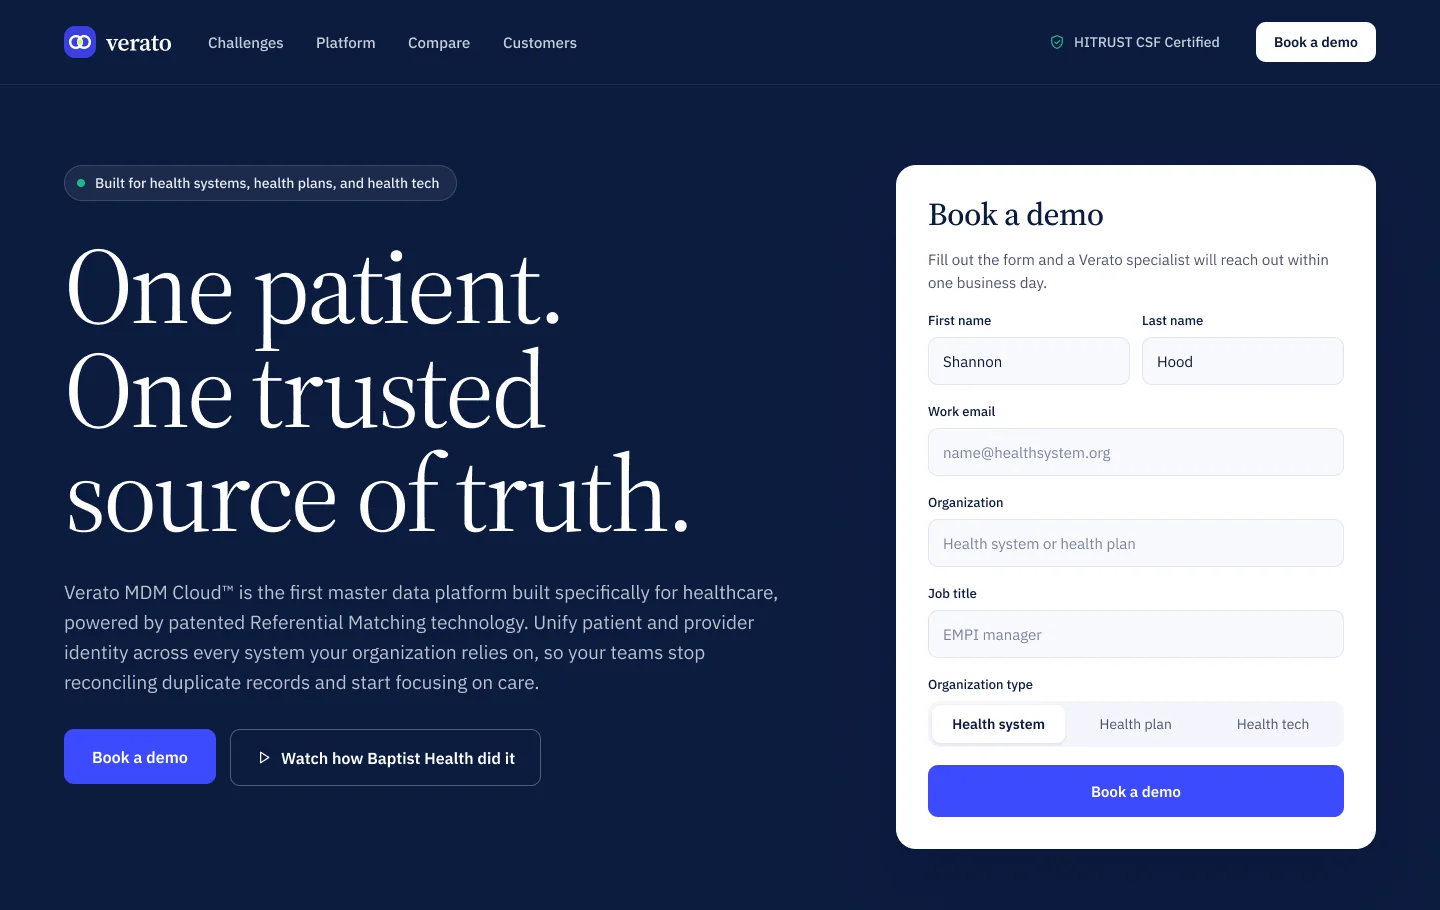 verato
Challenges
Platform
Compare
Customers
HITRUST CSF Certified
Book a demo
Built for health systems, health plans, and health tech
One patient.
One trusted
source of truth.
Verato MDM Cloud™ is the first master data platform built specifically for healthcare,
powered by patented Referential Matching technology. Unify patient and provider
identity across every system your organization relies on, so your teams stop
reconciling duplicate records and start focusing on care.
Book a demo
Watch how Baptist Health did it
Book a demo
Fill out the form and a Verato specialist will reach out within
one business day.
First name
Last name
Shannon
Hood
Work email
name@healthsystem.org
Organization
Health system or health plan
Job title
EMPI manager
Organization type
Health system
Health plan
Health tech
Book a demo